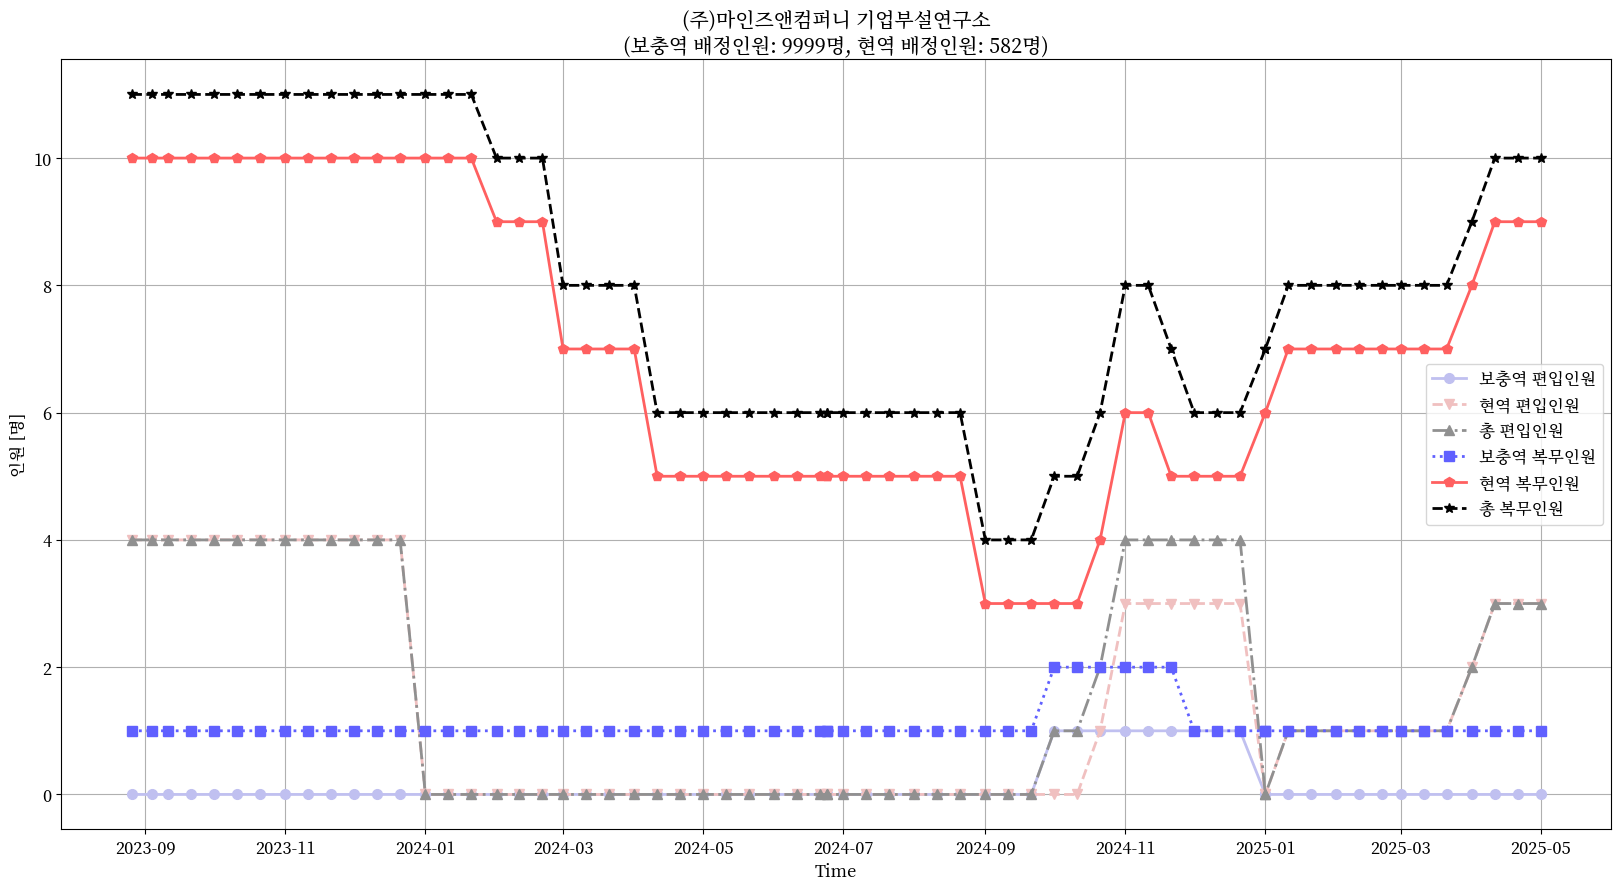 (주)마인즈앤컴퍼니 기업부설연구소
(보충역 배정인원: 9999명, 현역 배정인원: 582명)
인원 [명]
10
8
6
4
2
0
보충역 편입인원
현역 편입인원
총 편입인원
보충역 복무인원
현역 복무인원
총 복무인원
2023-09
2023-11
2024-01
2024-03
2024-05
2024-07
2024-09
2024-11
2025-01
2025-03
2025-05
Time